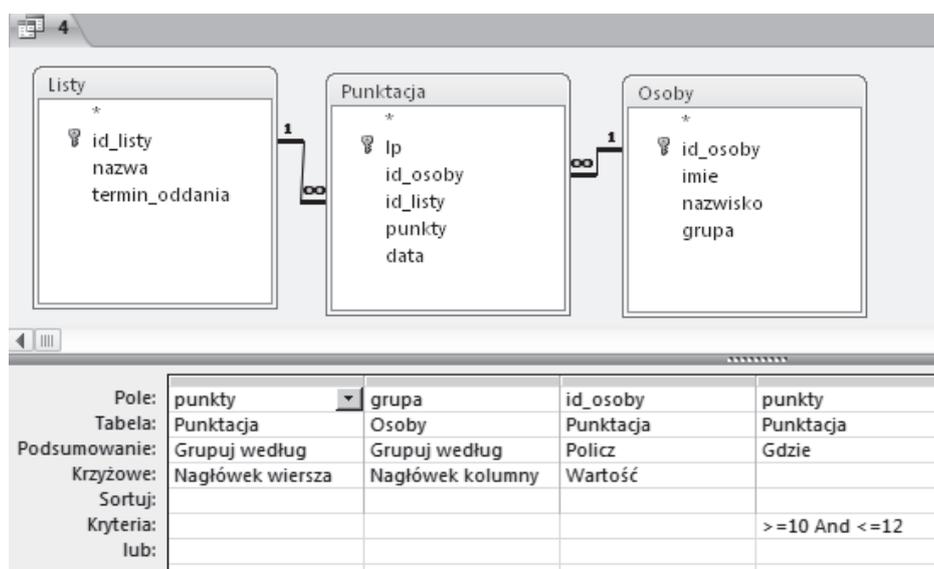 4
Listy
*
id_listy
nazwa
termin_oddania
1
∞
Punktacja
*
lp
id_osoby
id_listy
punkty
data
∞
1
Osoby
*
id_osoby
imie
nazwisko
grupa
Pole: punkty grupa id_osoby punkty
Tabela: Punktacja Osoby Punktacja Punktacja
Podsumowanie: Grupuj według Grupuj według Policz Gdzie
Krzyżowe: Nagłówek wiersza Nagłówek kolumny Wartość
Sortuj:
Kryteria: >=10 And <=12
lub: